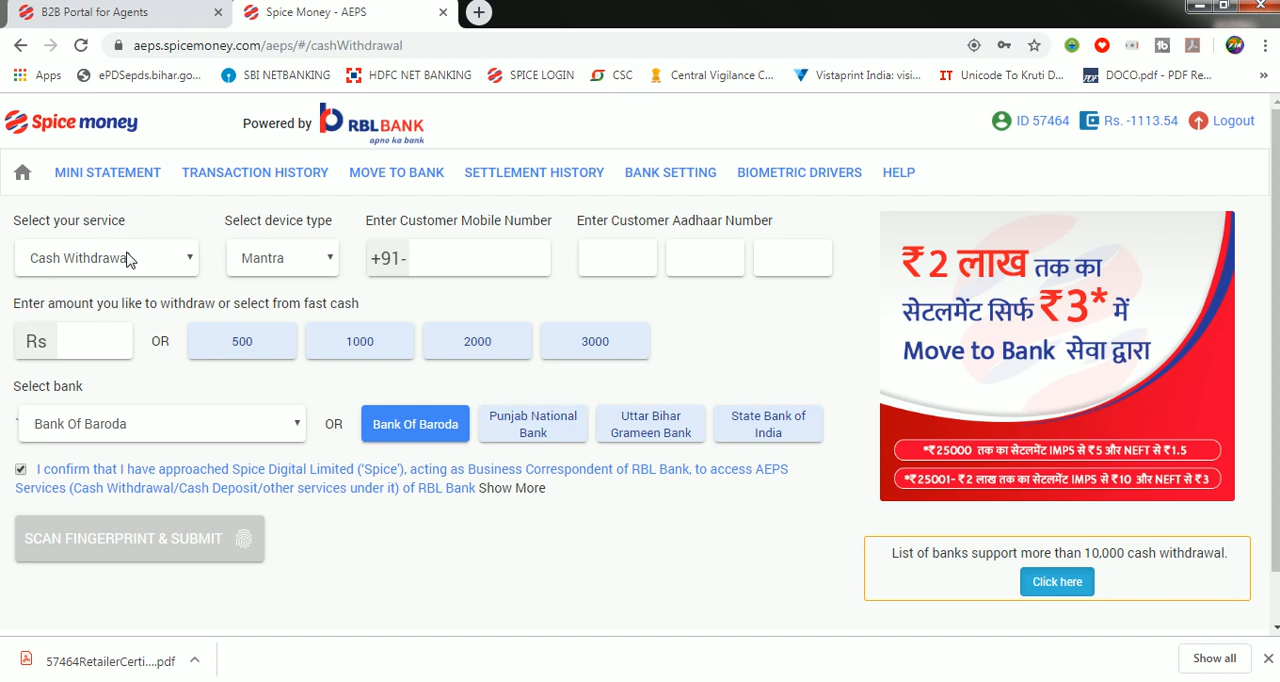 B2B Portal for Agents
Spice Money - AEPS
aeps.spicemoney.com/aeps/#/cashWithdrawal
Apps
ePDSepds.bihar.go...
SBI NETBANKING
HDFC NET BANKING
SPICE LOGIN
CSC
Central Vigilance C...
Vistaprint India: visi...
IT Unicode To Kruti D...
DOCO.pdf - PDF Re...
»
Spice money
Powered by RBL BANK
apno ka bank
ID 57464
Rs. -1113.54
Logout
MINI STATEMENT
TRANSACTION HISTORY
MOVE TO BANK
SETTLEMENT HISTORY
BANK SETTING
BIOMETRIC DRIVERS
HELP
Select your service
Select device type
Enter Customer Mobile Number
Enter Customer Aadhaar Number
Cash Withdrawal
Mantra
+91-
Enter amount you like to withdraw or select from fast cash
Rs
OR
500
1000
2000
3000
Select bank
Bank Of Baroda
OR
Bank Of Baroda
Punjab National
Bank
Uttar Bihar
Grameen Bank
State Bank of
India
I confirm that I have approached Spice Digital Limited ('Spice'), acting as Business Correspondent of RBL Bank, to access AEPS
Services (Cash Withdrawal/Cash Deposit/other services under it) of RBL Bank Show More
SCAN FINGERPRINT & SUBMIT
₹2 लाख तक का
सेटलमेंट सिर्फ ₹3* में
Move to Bank सेवा द्वारा
*₹25000 तक का सेटलमेंट IMPS से ₹5 और NEFT से ₹1.5
*₹25001- ₹2 लाख तक का सेटलमेंट IMPS से ₹10 और NEFT से ₹3
List of banks support more than 10,000 cash withdrawal.
Click here
57464RetailerCerti....pdf
Show all